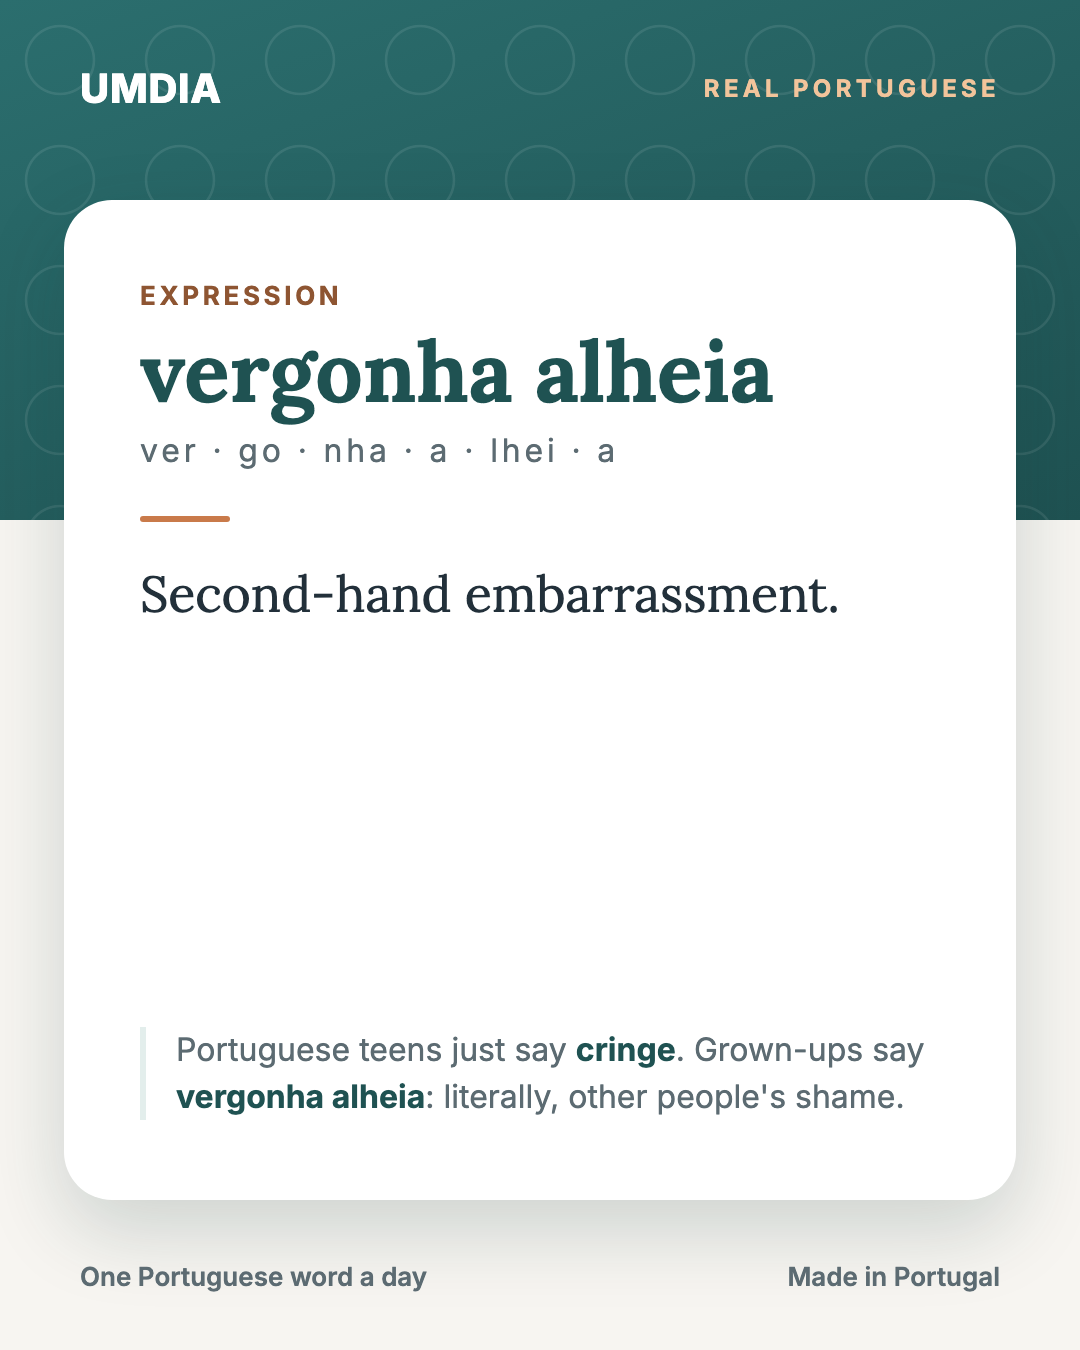 UMDIA
REAL PORTUGUESE
EXPRESSION
vergonha alheia
ver · go · nha · a · lhei · a
Second-hand embarrassment.
Portuguese teens just say cringe. Grown-ups say
vergonha alheia: literally, other people's shame.
One Portuguese word a day
Made in Portugal